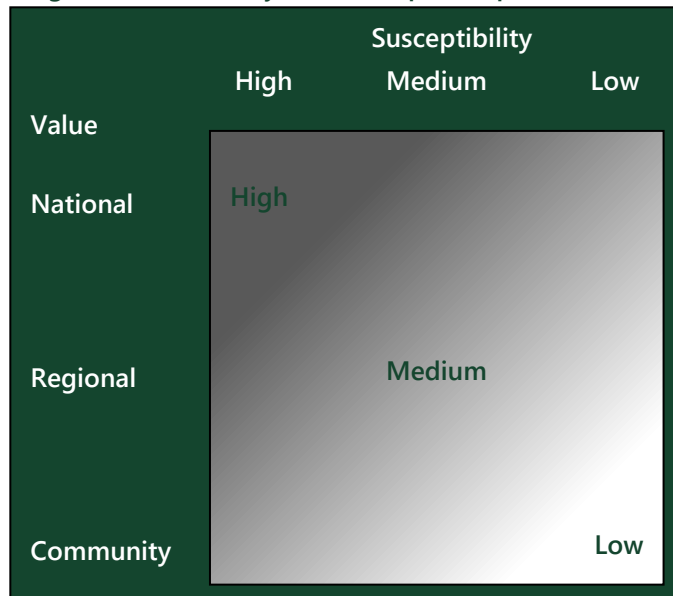 Susceptibility
High Medium Low
Value
National High
Regional Medium
Community Low